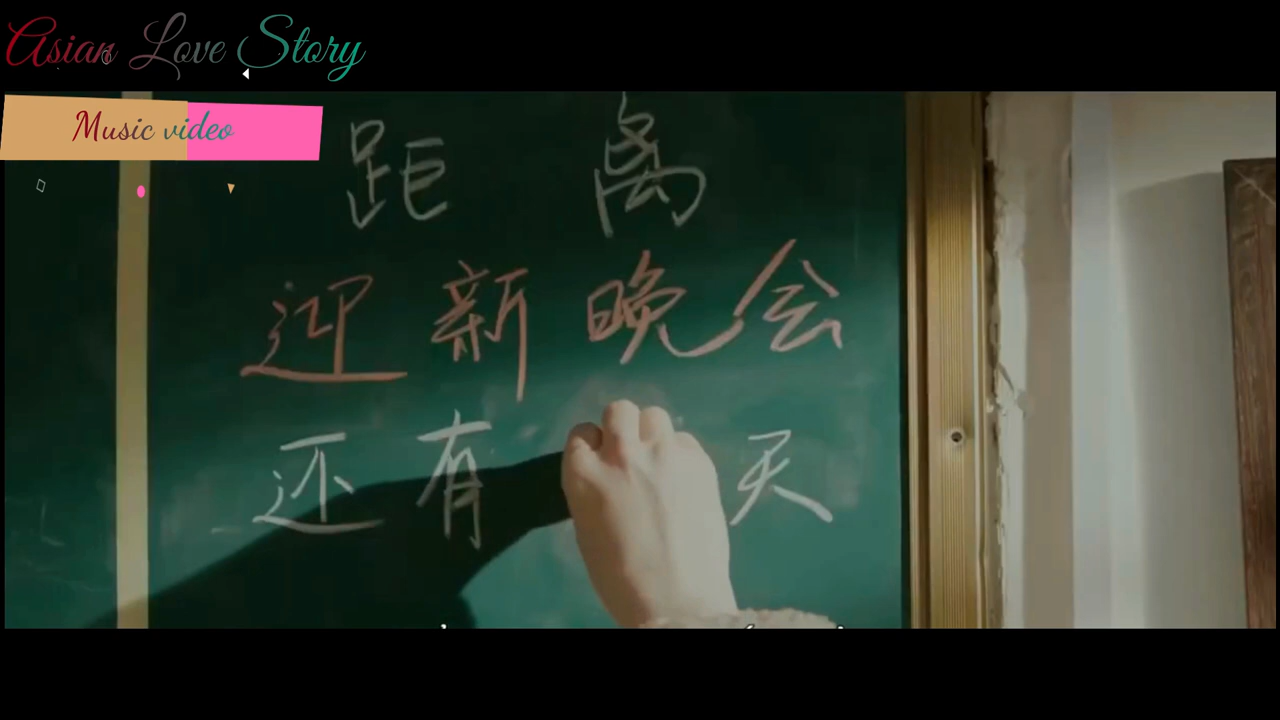 Asian Love Story
Music video
距 离
迎 新 晚 会
还 有 天